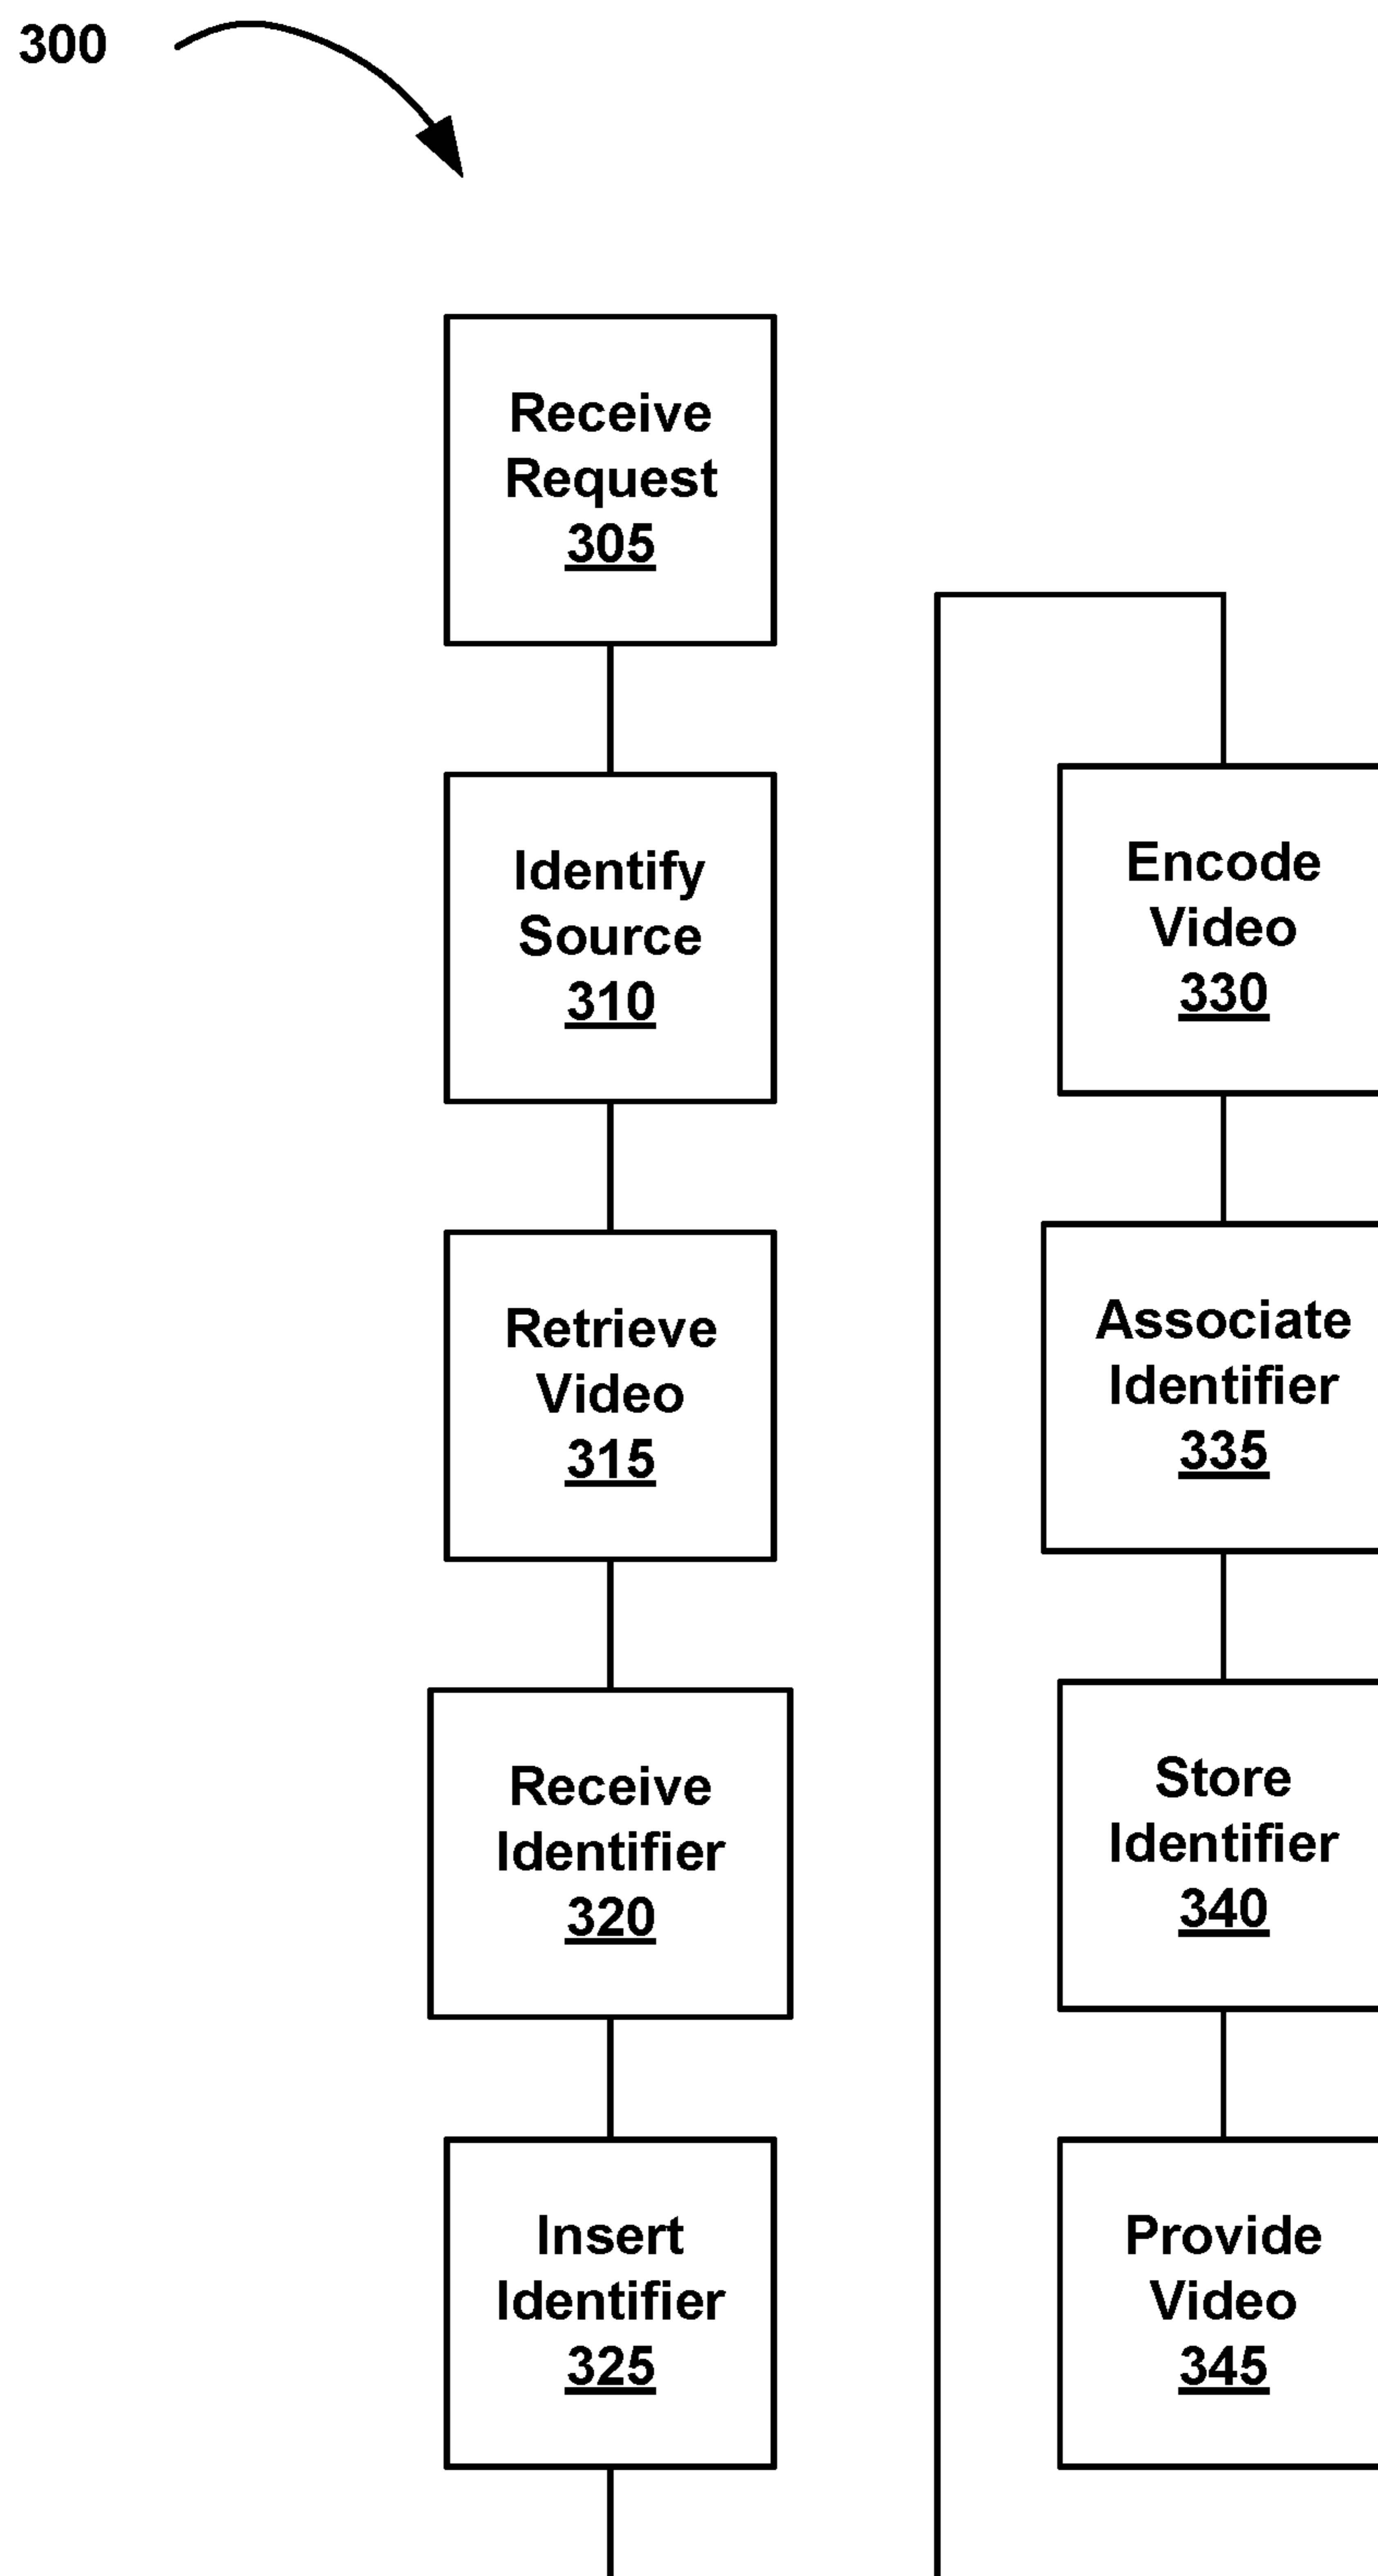 300
Receive
Request
305
Identify
Source
310
Retrieve
Video
315
Receive
Identifier
320
Insert
Identifier
325
Encode
Video
330
Associate
Identifier
335
Store
Identifier
340
Provide
Video
345